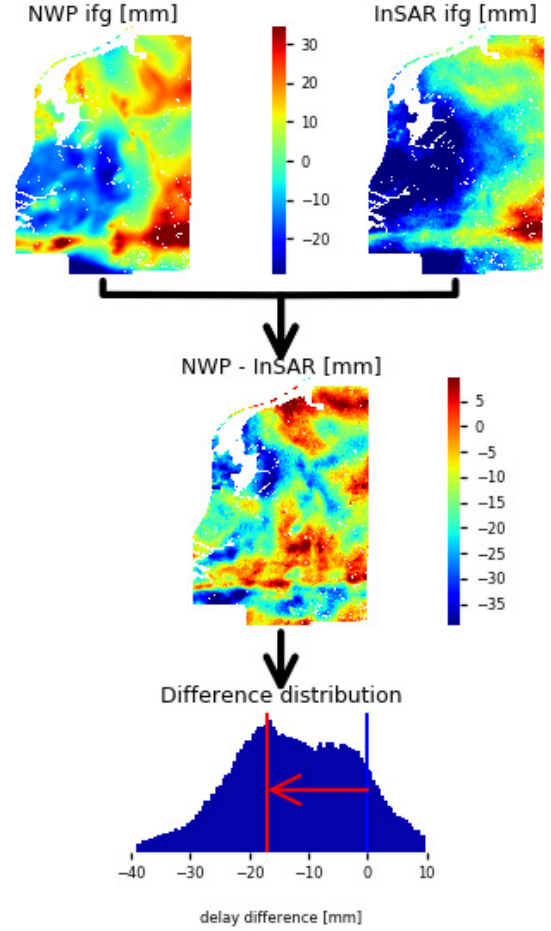 NWP ifg [mm]
InSAR ifg [mm]
30
20
10
0
−10
−20
NWP - InSAR [mm]
5
0
−5
−10
−15
−20
−25
−30
−35
Difference distribution
−40 −30 −20 −10 0 10
delay difference [mm]